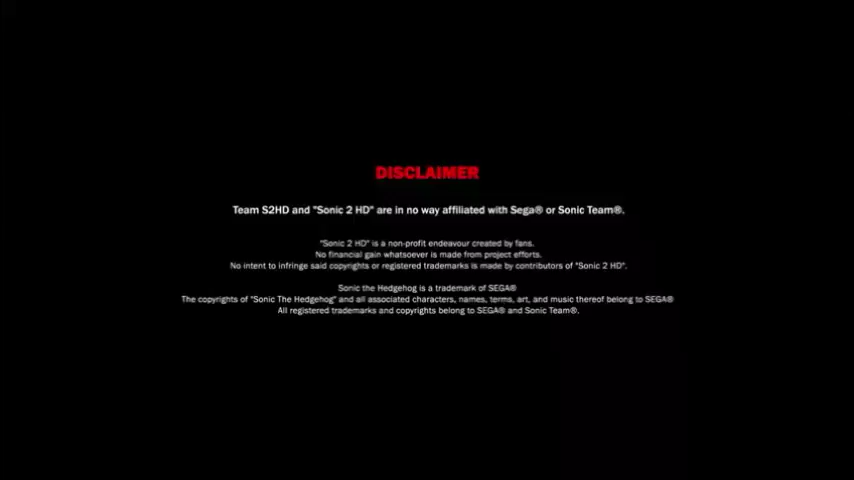 DISCLAIMER
Team S2HD and "Sonic 2 HD" are in no way affiliated with Sega® or Sonic Team®.
"Sonic 2 HD" is a non-profit endeavour created by fans.
No financial gain whatsoever is made from project efforts.
No intent to infringe said copyrights or registered trademarks is made by contributors of "Sonic 2 HD".
Sonic the Hedgehog is a trademark of SEGA®
The copyrights of "Sonic The Hedgehog" and all associated characters, names, terms, art, and music thereof belong to SEGA®
All registered trademarks and copyrights belong to SEGA® and Sonic Team®.